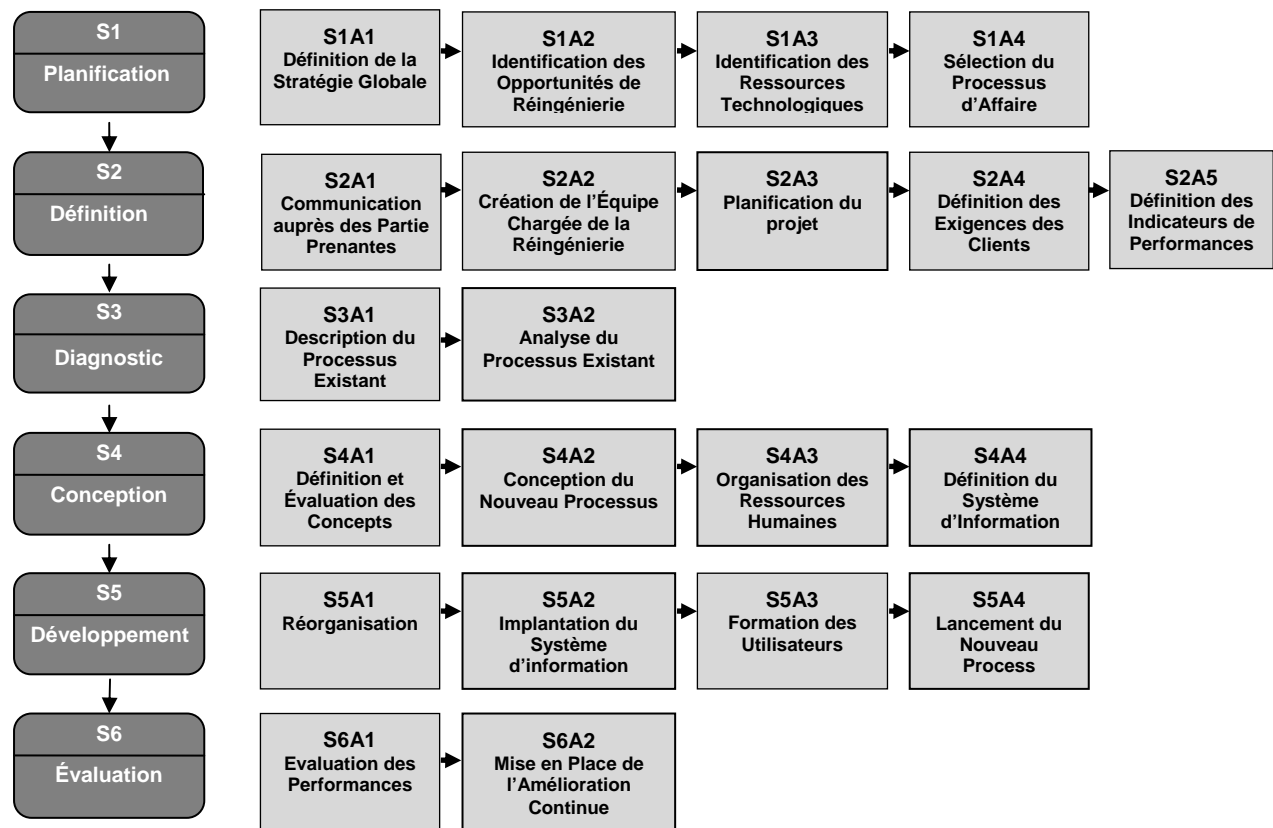 S1
Planification
S1A1
Définition de la
Stratégie Globale
S1A2
Identification des
Opportunités de
Réingénierie
S1A3
Identification des
Ressources
Technologiques
S1A4
Sélection du
Processus
d’Affaire
S2
Définition
S2A1
Communication
auprès des Partie
Prenantes
S2A2
Création de l’Équipe
Chargée de la
Réingénierie
S2A3
Planification du
projet
S2A4
Définition des
Exigences des
Clients
S2A5
Définition des
Indicateurs de
Performances
S3
Diagnostic
S3A1
Description du
Processus
Existant
S3A2
Analyse du
Processus Existant
S4
Conception
S4A1
Définition et
Évaluation des
Concepts
S4A2
Conception du
Nouveau Processus
S4A3
Organisation des
Ressources
Humaines
S4A4
Définition du
Système
d’Information
S5
Développement
S5A1
Réorganisation
S5A2
Implantation du
Système
d’information
S5A3
Formation des
Utilisateurs
S5A4
Lancement du
Nouveau
Process
S6
Évaluation
S6A1
Evaluation des
Performances
S6A2
Mise en Place de
l’Amélioration
Continue